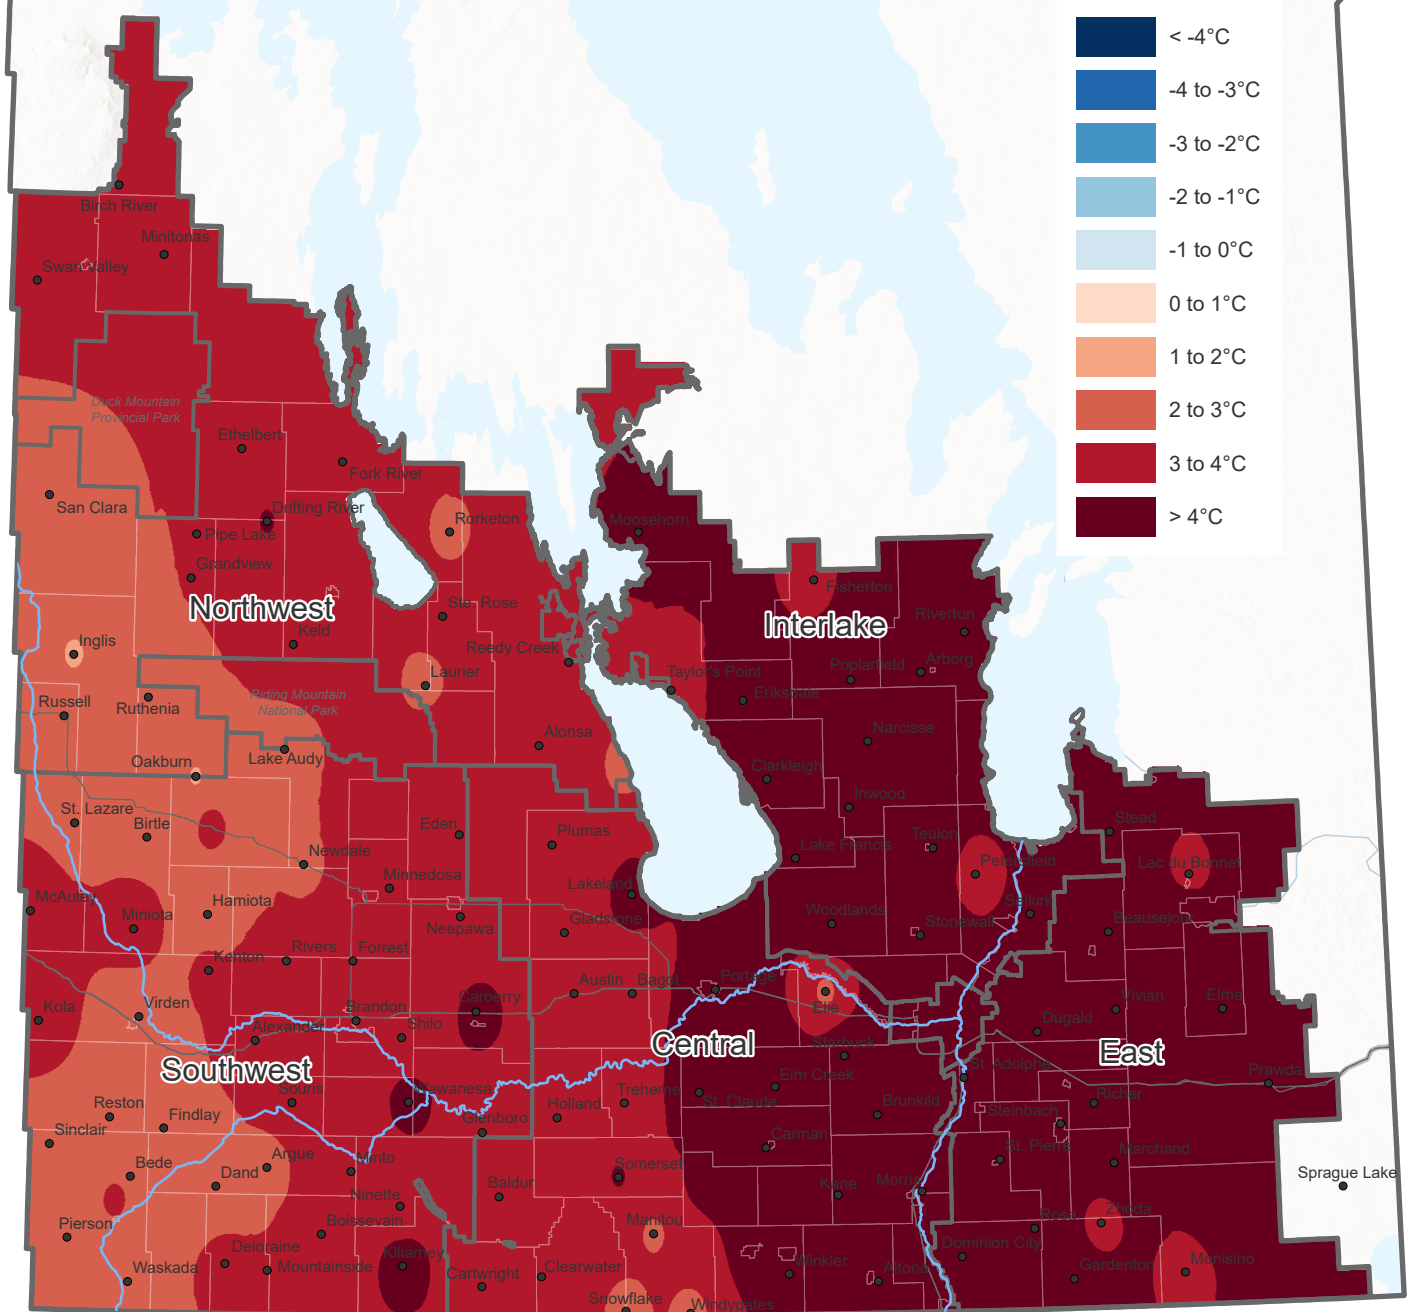 < -4°C
-4 to -3°C
-3 to -2°C
-2 to -1°C
-1 to 0°C
0 to 1°C
1 to 2°C
2 to 3°C
3 to 4°C
> 4°C
Birch River
Minitonas
Swan Valley
Duck Mountain
Provincial Park
Ethelbert
Fork River
San Clara
Drifting River
Rorketon
Moosehorn
Pipe Lake
Grandview
Fisherton
Northwest
Ste. Rose
Riverton
Interlake
Keld
Inglis
Reedy Creek
Poplarfield
Arborg
Laurier
Taylor's Point
Eriksdale
Riding Mountain
National Park
Russell
Ruthenia
Narcisse
Alonsa
Lake Audy
Oakburn
Clarkleigh
Inwood
St. Lazare
Birtle
Eden
Plumas
Stead
Teulon
Lake Francis
Newdale
Petersfield
Lac du Bonnet
Minnedosa
Lakeland
McAuley
Miniota
Hamiota
Neepawa
Gladstone
Woodlands
Stonewall
Selkirk
Beausejour
Rivers
Forrest
Kenton
Austin
Bagot
Portage
Kola
Virden
Brandon
Carberry
Elie
Vivian
Elma
Alexander
Shilo
Dugald
Central
Starbuck
East
Southwest
St. Adolphe
Prawda
Souris
Nawanesa
Treherne
St. Claude
Elm Creek
Reston
Findlay
Glenboro
Holland
Brunkild
Steinbach
Richer
Sinclair
Carman
St. Pierre
Marchand
Bede
Dand
Argue
Minto
Somerset
Sprague Lake
Baldur
Kane
Morris
Ninette
Pierson
Boissevain
Manitou
Rosa
Zhoda
Deloraine
Killarney
Dominion City
Waskada
Mountainside
Cartwright
Clearwater
Winkler
Altona
Gardenton
Menisino
Snowflake
Windygates